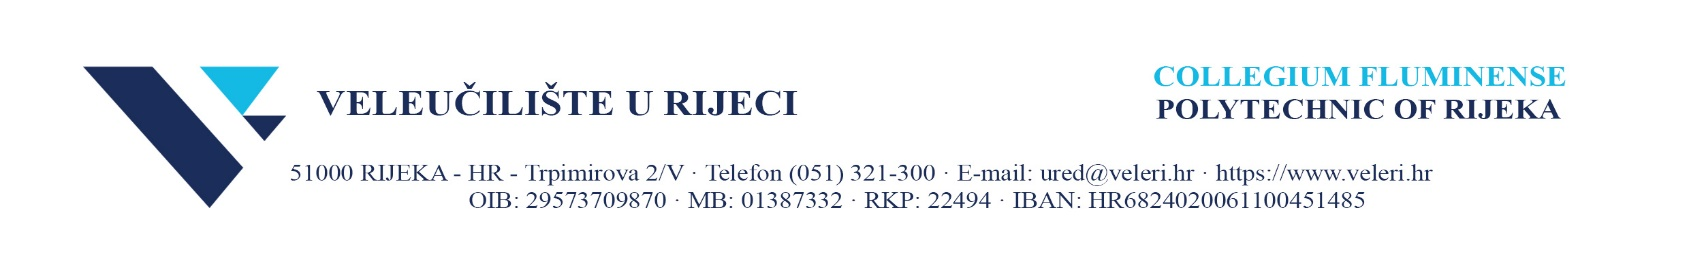 VELEUČILIŠTE U RIJECI
COLLEGIUM FLUMINENSE
POLYTECHNIC OF RIJEKA
51000 RIJEKA - HR - Trpimirova 2/V · Telefon (051) 321-300 · E-mail: ured@veleri.hr · https://www.veleri.hr
OIB: 29573709870 · MB: 01387332 · RKP: 22494 · IBAN: HR6824020061100451485